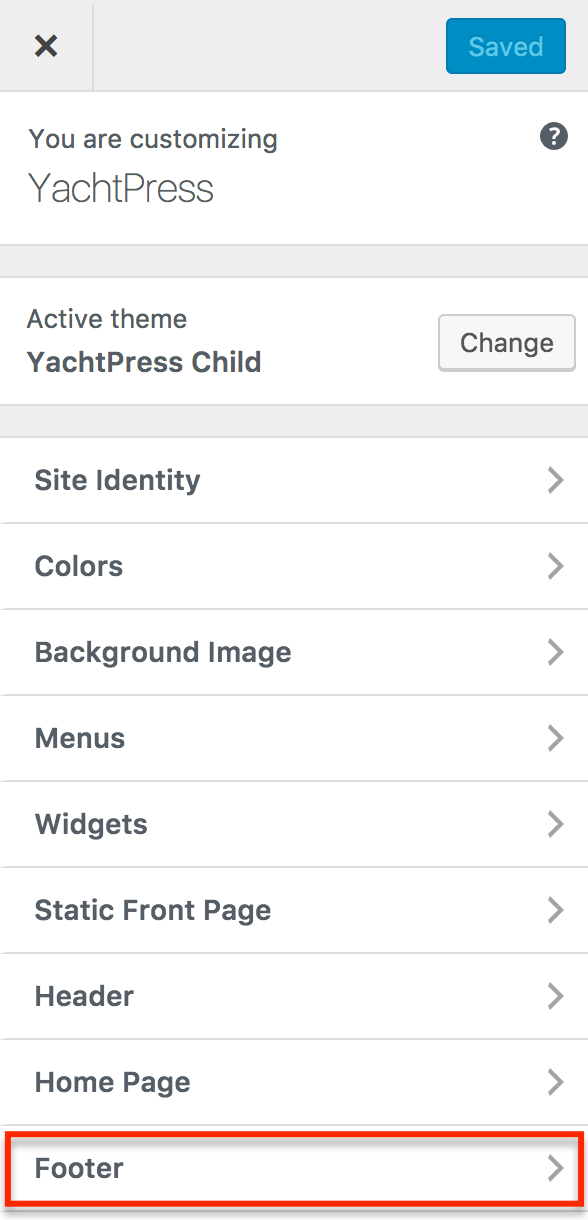 Saved
You are customizing
YachtPress
Active theme
YachtPress Child
Change
Site Identity
Colors
Background Image
Menus
Widgets
Static Front Page
Header
Home Page
Footer